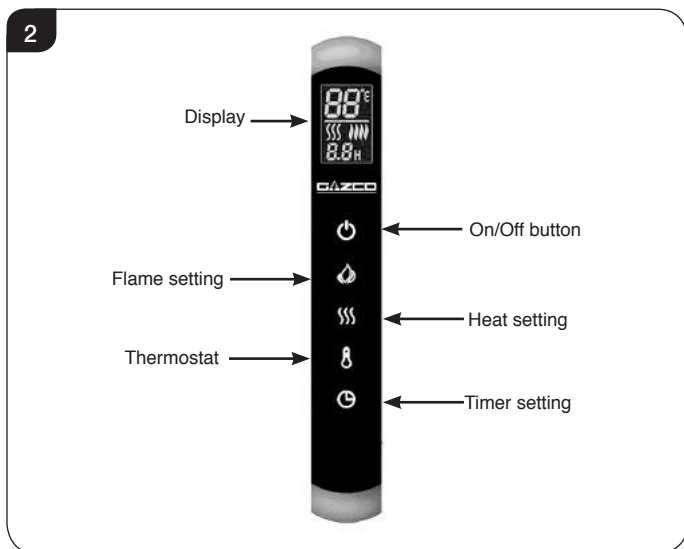 2
Display
88°E
8.8H
GAZCO
On/Off button
Flame setting
Heat setting
Thermostat
Timer setting